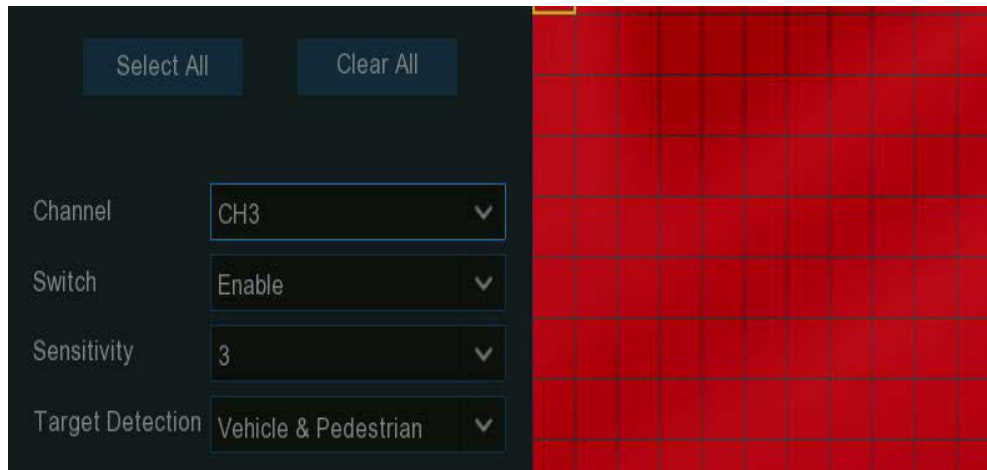 Select All Clear All
Channel CH3
Switch Enable
Sensitivity 3
Target Detection Vehicle & Pedestrian